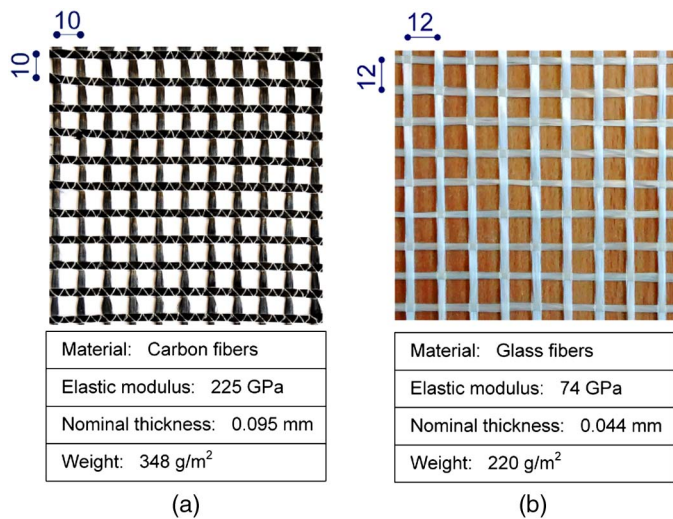 10
10
Material: Carbon fibers
Elastic modulus: 225 GPa
Nominal thickness: 0.095 mm
Weight: 348 g/m²
(a)
12
12
Material: Glass fibers
Elastic modulus: 74 GPa
Nominal thickness: 0.044 mm
Weight: 220 g/m²
(b)